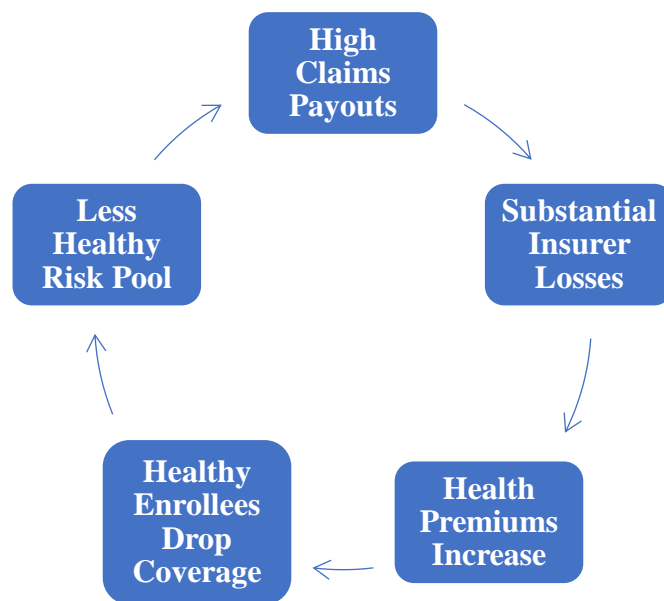 High
Claims
Payouts
Substantial
Insurer
Losses
Health
Premiums
Increase
Healthy
Enrollees
Drop
Coverage
Less
Healthy
Risk Pool